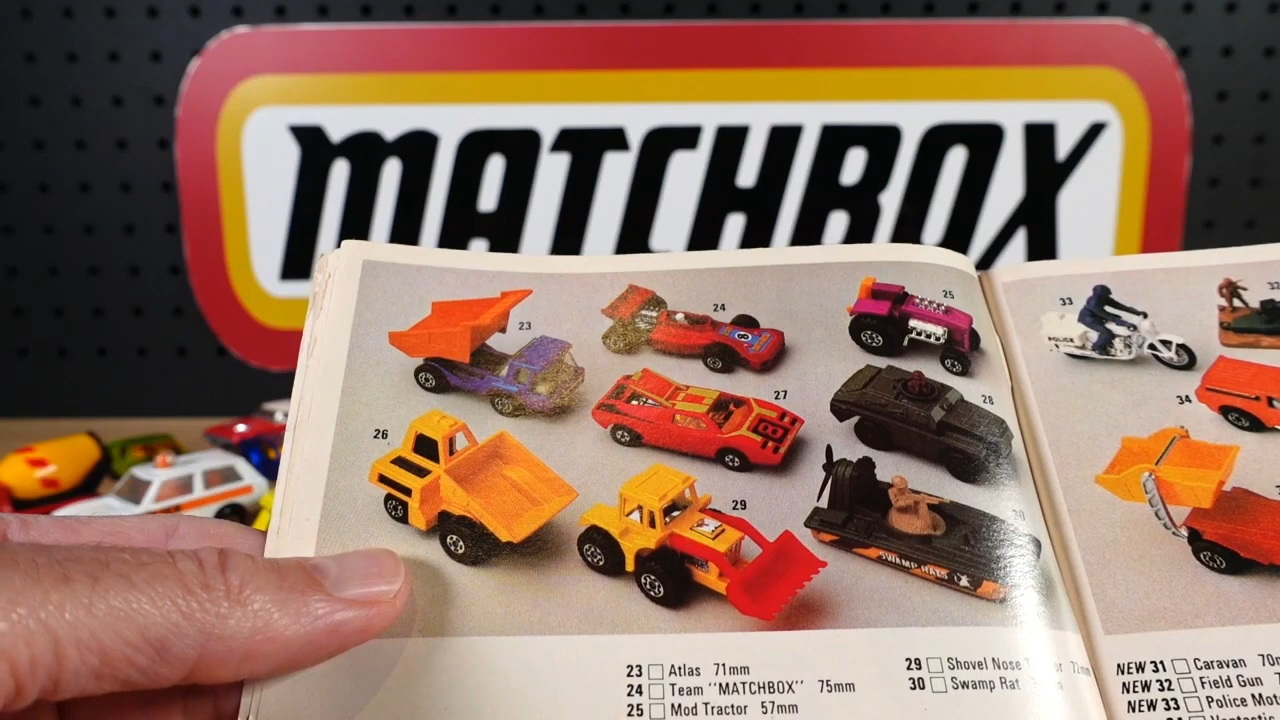 MATCHBOX
23
24
25
33
32
POLICE
27
28
34
26
29
30
8
8
SWAMP RATS
23 Atlas 71mm
24 Team "MATCHBOX" 75mm
25 Mod Tractor 57mm
29 Shovel Nose
30 Swamp Rat
NEW 31 Caravan
NEW 32 Field Gun
NEW 33 Police